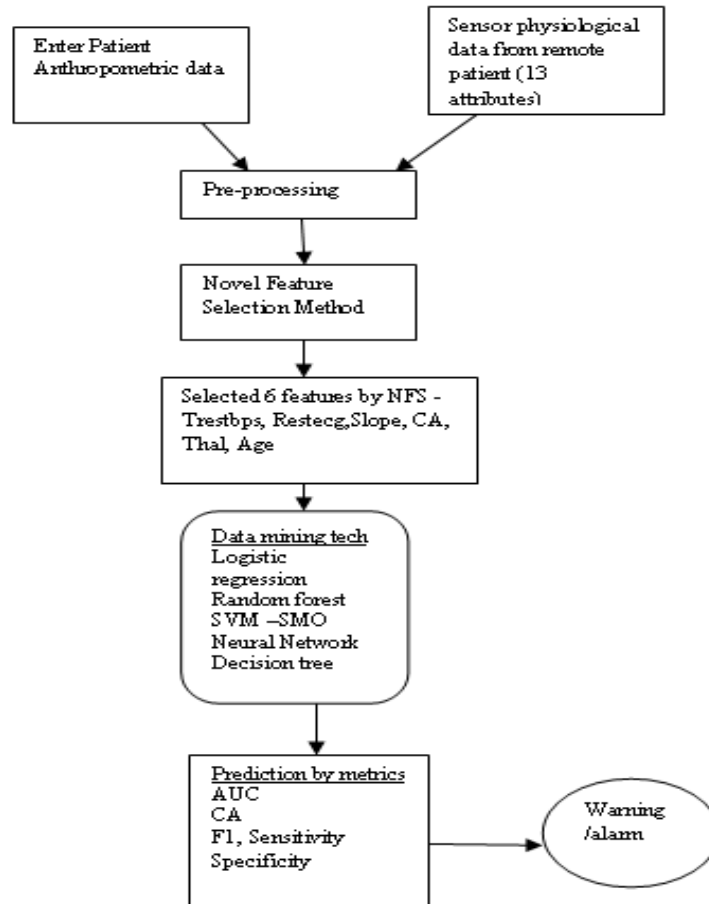 Enter Patient
Anthropometric data
Sensor physiological
data from remote
patient (13
attributes)
Pre-processing
Novel Feature
Selection Method
Selected 6 features by NFS -
Trestbps, Restecg,Slope, CA,
Thal, Age
Data mining tech
Logistic
regression
Random forest
SVM –SMO
Neural Network
Decision tree
Prediction by metrics
AUC
CA
F1, Sensitivity
Specificity
Warning
/alarm